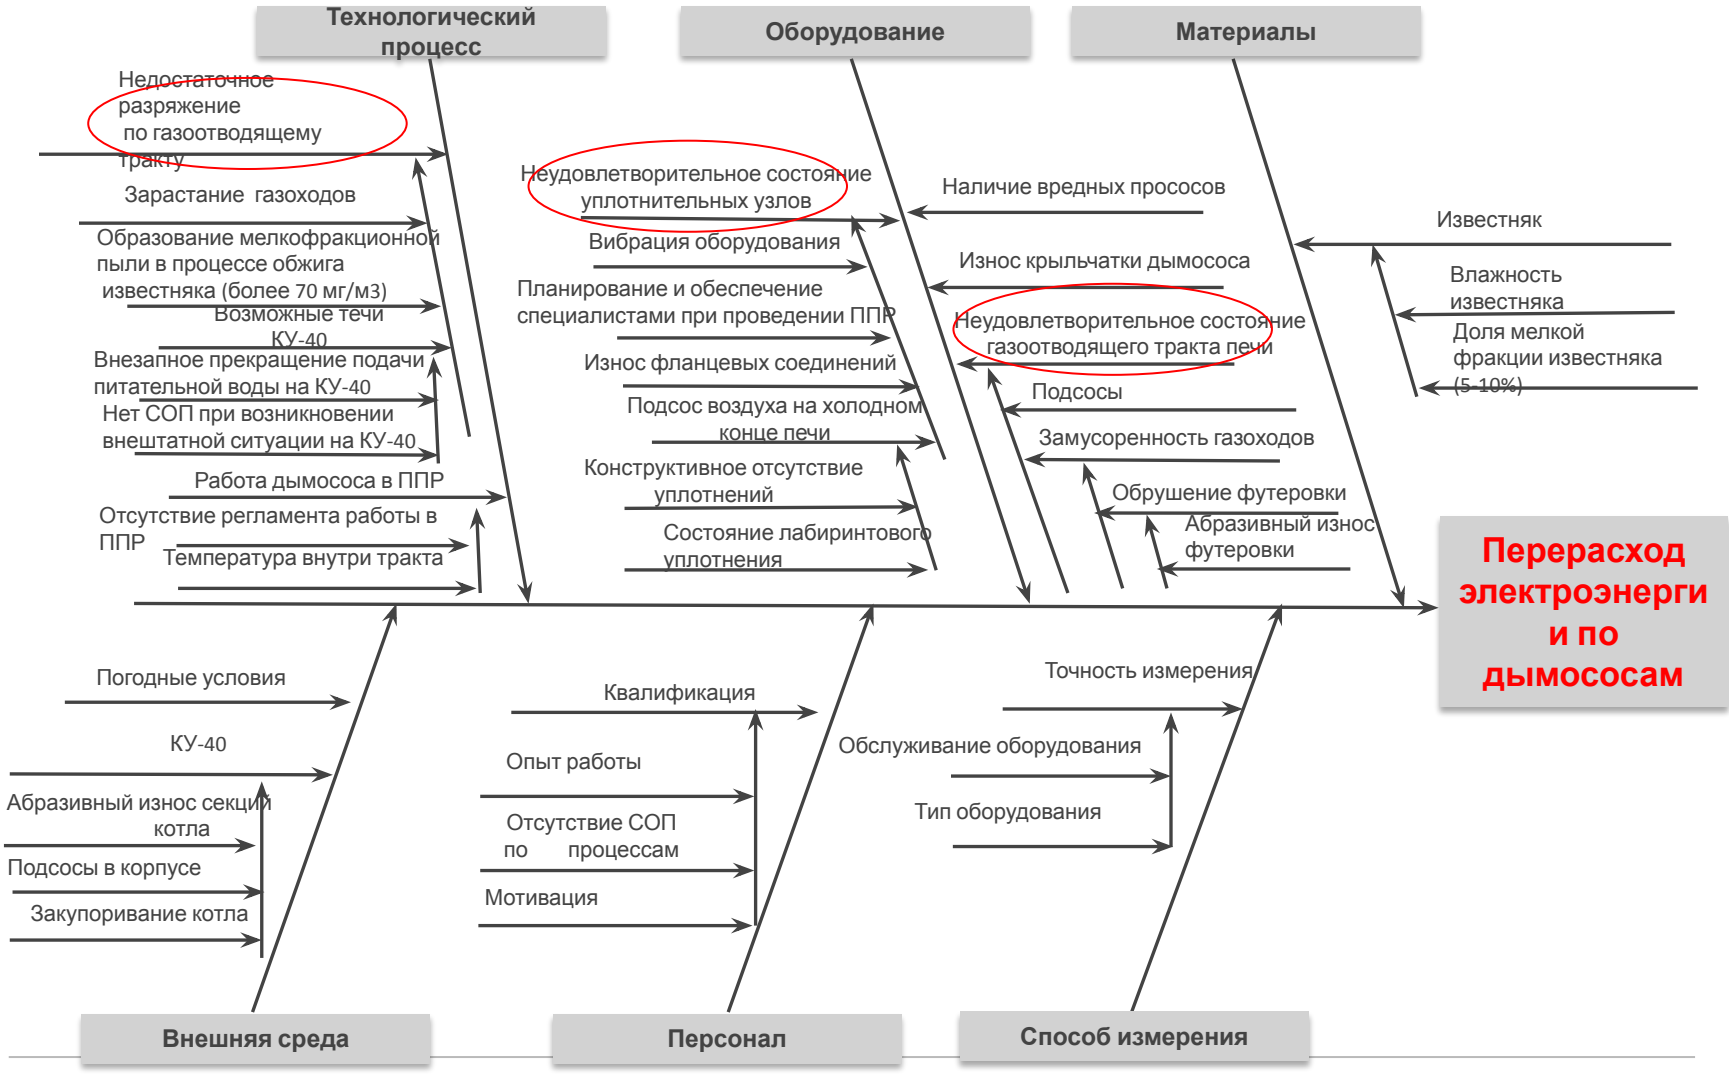 Технологический
процесс
Оборудование
Материалы
Недостаточное
разряжение
по газоотводящему
тракту
Зарастание газоходов
Образование мелкофракционной
пыли в процессе обжига
известняка (более 70 мг/м3)
Возможные течи
КУ-40
Внезапное прекращение подачи
питательной воды на КУ-40
Нет СОП при возникновении
внештатной ситуации на КУ-40
Работа дымососа в ППР
Отсутствие регламента работы в
ППР
Температура внутри тракта
Неудовлетворительное состояние
уплотнительных узлов
Вибрация оборудования
Планирование и обеспечение
специалистами при проведении ППР
Износ фланцевых соединений
Подсос воздуха на холодном
конце печи
Конструктивное отсутствие
уплотнений
Состояние лабиринтового
уплотнения
Наличие вредных прососов
Износ крыльчатки дымососа
Неудовлетворительное состояние
газоотводящего тракта печи
Подсосы
Замусоренность газоходов
Обрушение футеровки
Абразивный износ
футеровки
Известняк
Влажность
известняка
Доля мелкой
фракции известняка
(5-10%)
Перерасход
электроэнерги
и по
дымососам
Погодные условия
КУ-40
Абразивный износ секций
котла
Подсосы в корпусе
Закупоривание котла
Квалификация
Опыт работы
Отсутствие СОП
по процессам
Мотивация
Точность измерения
Обслуживание оборудования
Тип оборудования
Внешняя среда
Персонал
Способ измерения